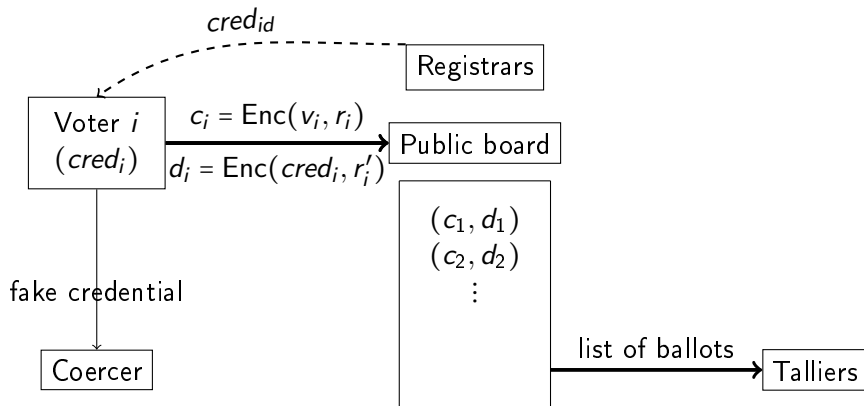 cred_id
Registrars
Voter i
(cred_i)
c_i = Enc(v_i, r_i)
d_i = Enc(cred_i, r'_i)
Public board
(c_1, d_1)
(c_2, d_2)
⋮
fake credential
Coercer
list of ballots
Talliers